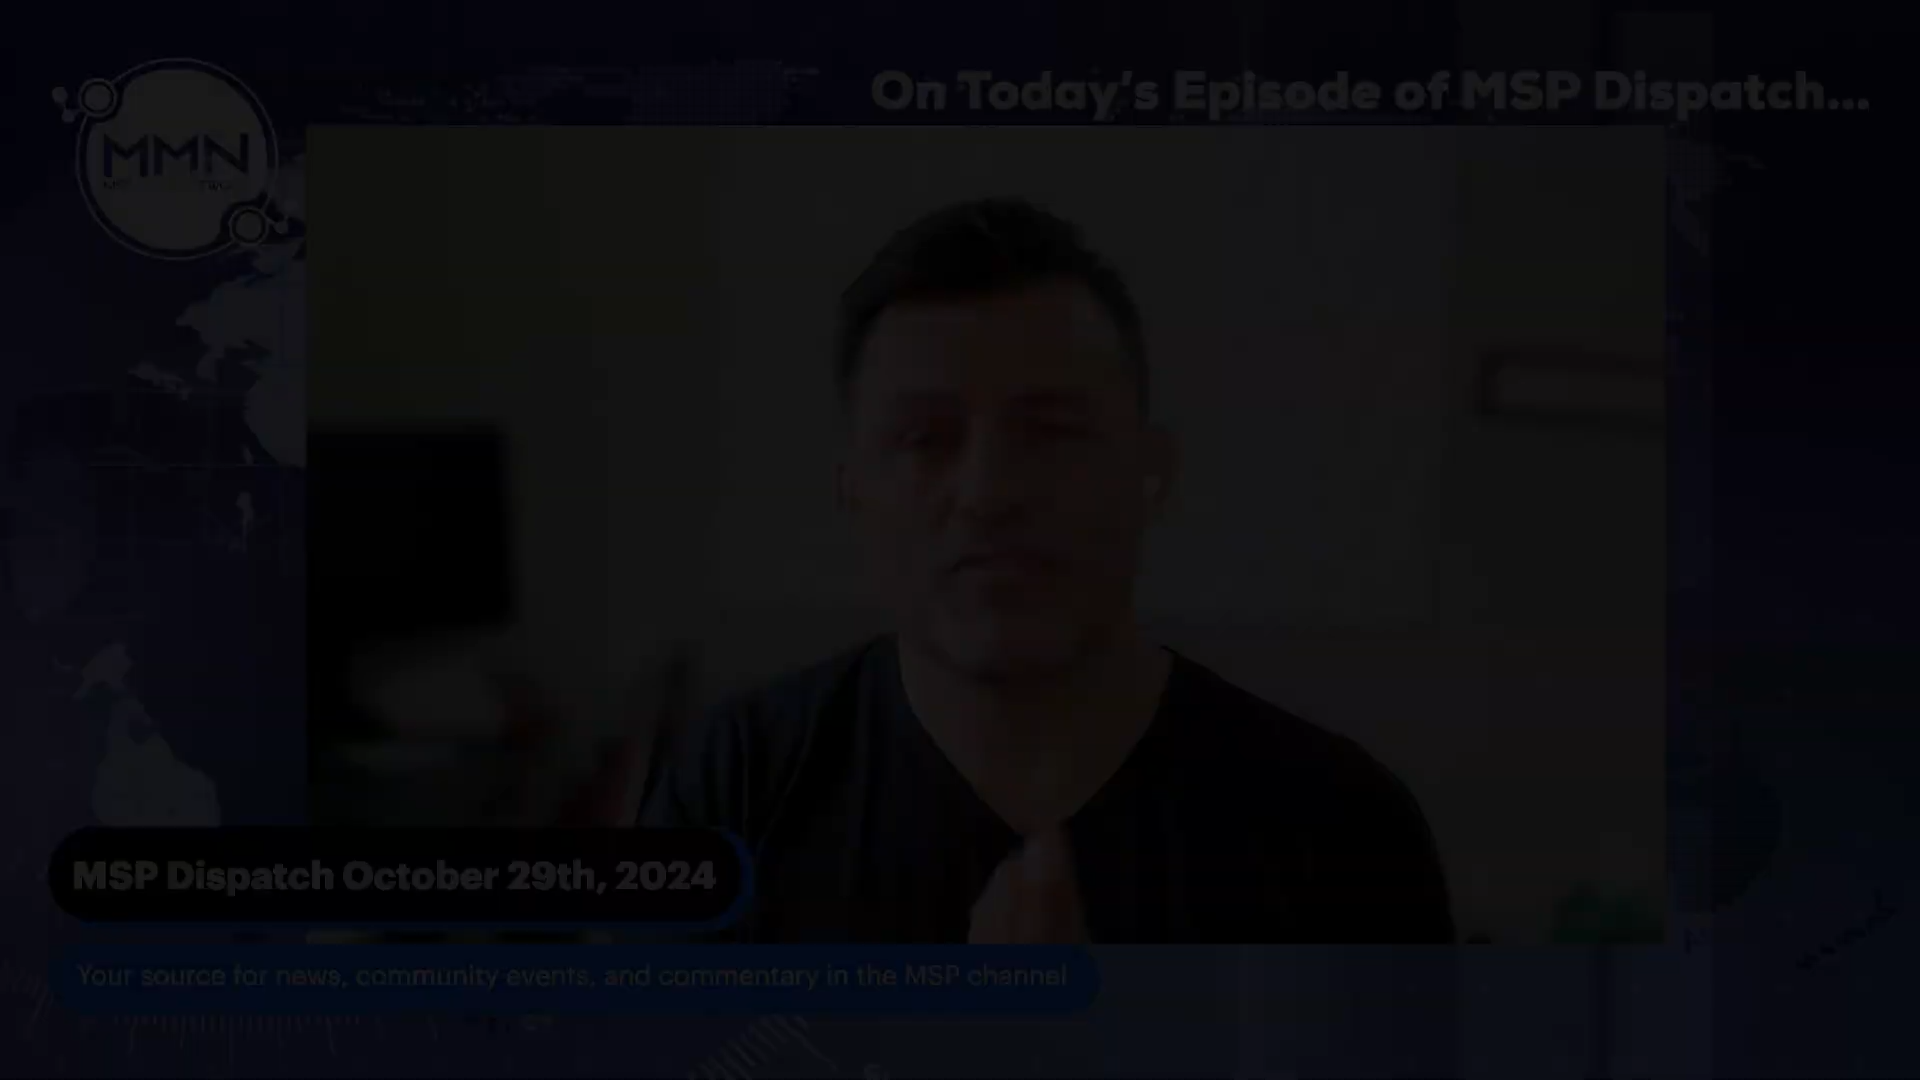 On Today's Episode of MSP Dispatch...
MMN
MSP Dispatch October 29th, 2024
Your source for news, community events, and commentary in the MSP channel